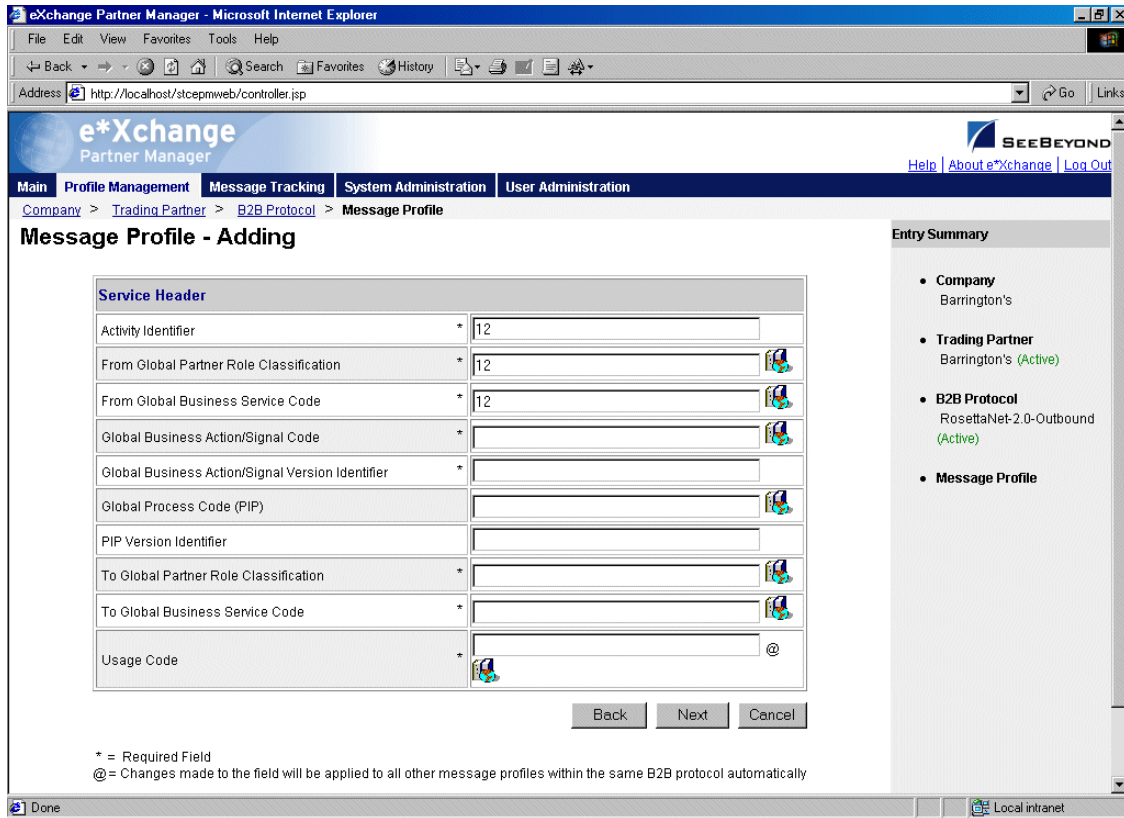 eXchange Partner Manager - Microsoft Internet Explorer
File Edit View Favorites Tools Help
Back Search Favorites History
Address http://localhost/stcepmweb/controller.jsp Go Links
e*Xchange
Partner Manager
SEEBEYOND
Help | About e*Xchange | Log Out
Main Profile Management Message Tracking System Administration User Administration
Company > Trading Partner > B2B Protocol > Message Profile
Message Profile - Adding
Service Header
Activity Identifier * 12
From Global Partner Role Classification * 12
From Global Business Service Code * 12
Global Business Action/Signal Code *
Global Business Action/Signal Version Identifier *
Global Process Code (PIP)
PIP Version Identifier
To Global Partner Role Classification *
To Global Business Service Code *
Usage Code * @
Back Next Cancel
* = Required Field
@ = Changes made to the field will be applied to all other message profiles within the same B2B protocol automatically
Entry Summary
• Company
Barrington's
• Trading Partner
Barrington's (Active)
• B2B Protocol
RosettaNet-2.0-Outbound
(Active)
• Message Profile
Done Local intranet